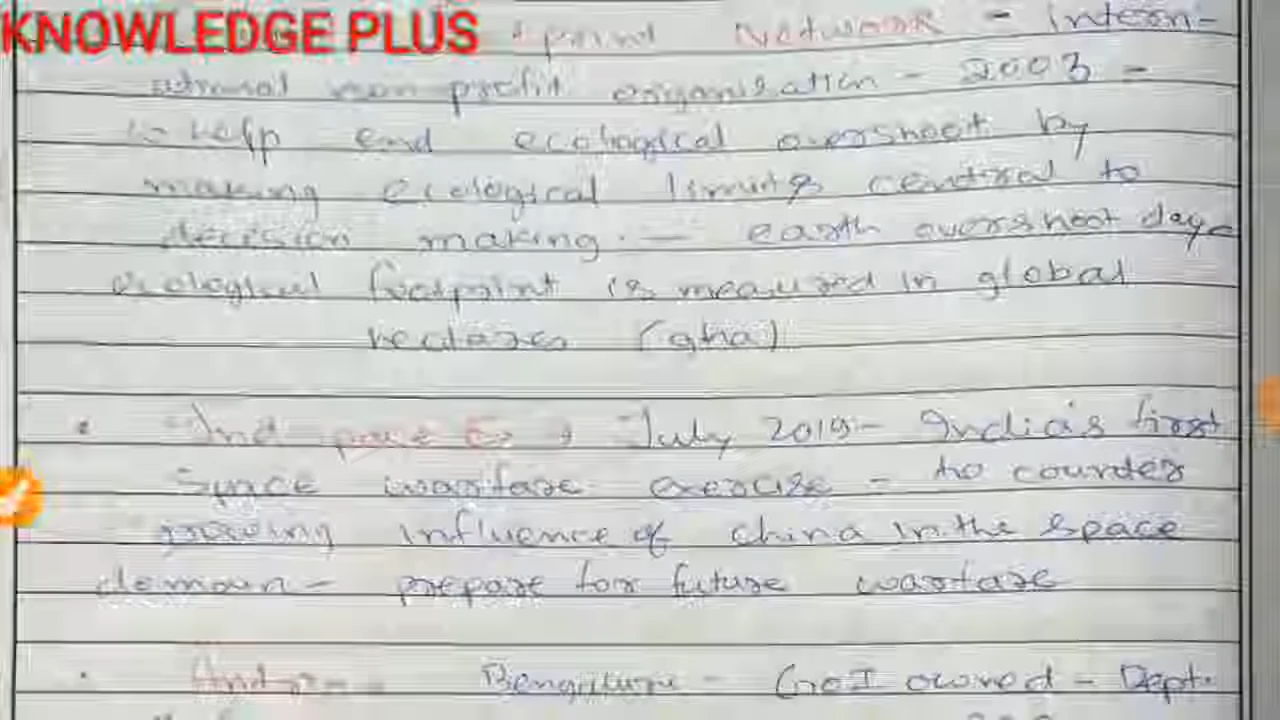 KNOWLEDGE PLUS
Network - intern-
ational non profit organisation - 2003 -
to help end ecological overshoot by
making ecological limits central to
decision making. - earth overshoot day -
ecological footprint is measured in global
hectares (gha)
• IndSpaceEx → July 2019 - India's first
space warfare exercise - to counter
growing influence of china in the space
domain - prepare for future warfare
• Bengaluru - GoI owned - Dept.